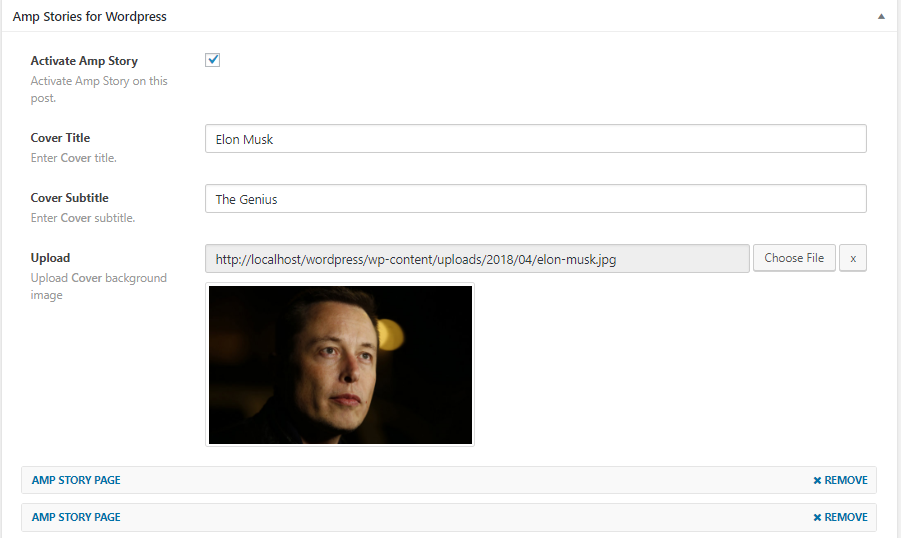 Amp Stories for Wordpress
Activate Amp Story
Activate Amp Story on this
post.
Cover Title
Enter Cover title.
Elon Musk
Cover Subtitle
Enter Cover subtitle.
The Genius
Upload
Upload Cover background
image
http://localhost/wordpress/wp-content/uploads/2018/04/elon-musk.jpg
Choose File
x
AMP STORY PAGE
✖ REMOVE
AMP STORY PAGE
✖ REMOVE